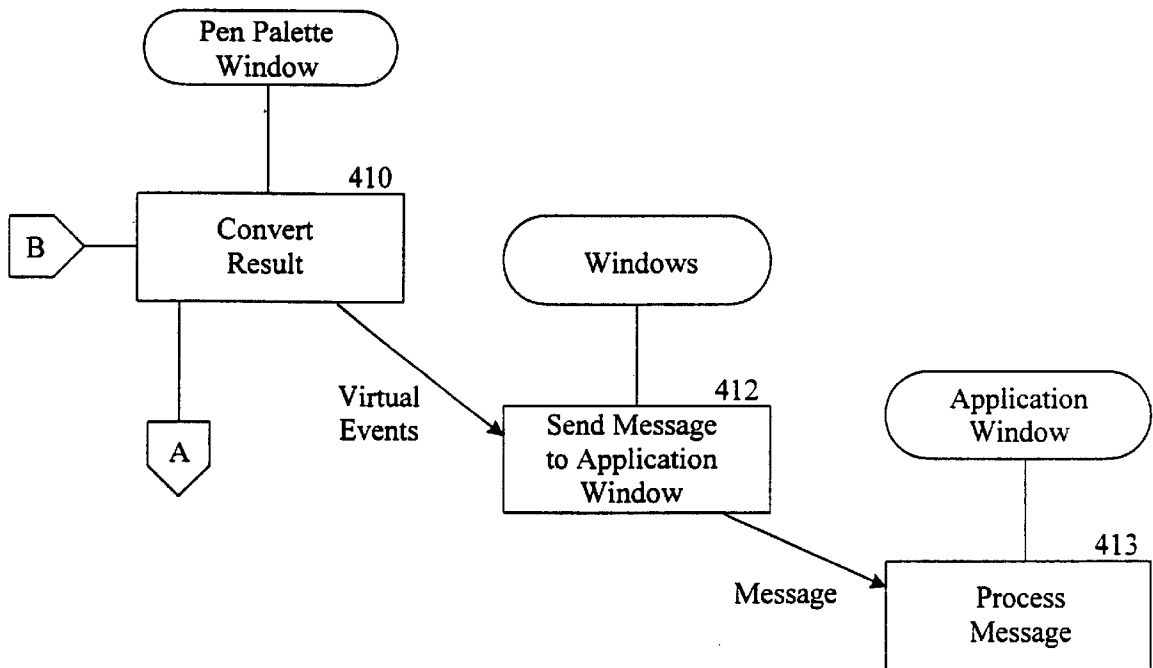 Pen Palette
Window
410
Convert
Result
B
Windows
A
Virtual
Events
412
Send Message
to Application
Window
Application
Window
413
Message
Process
Message